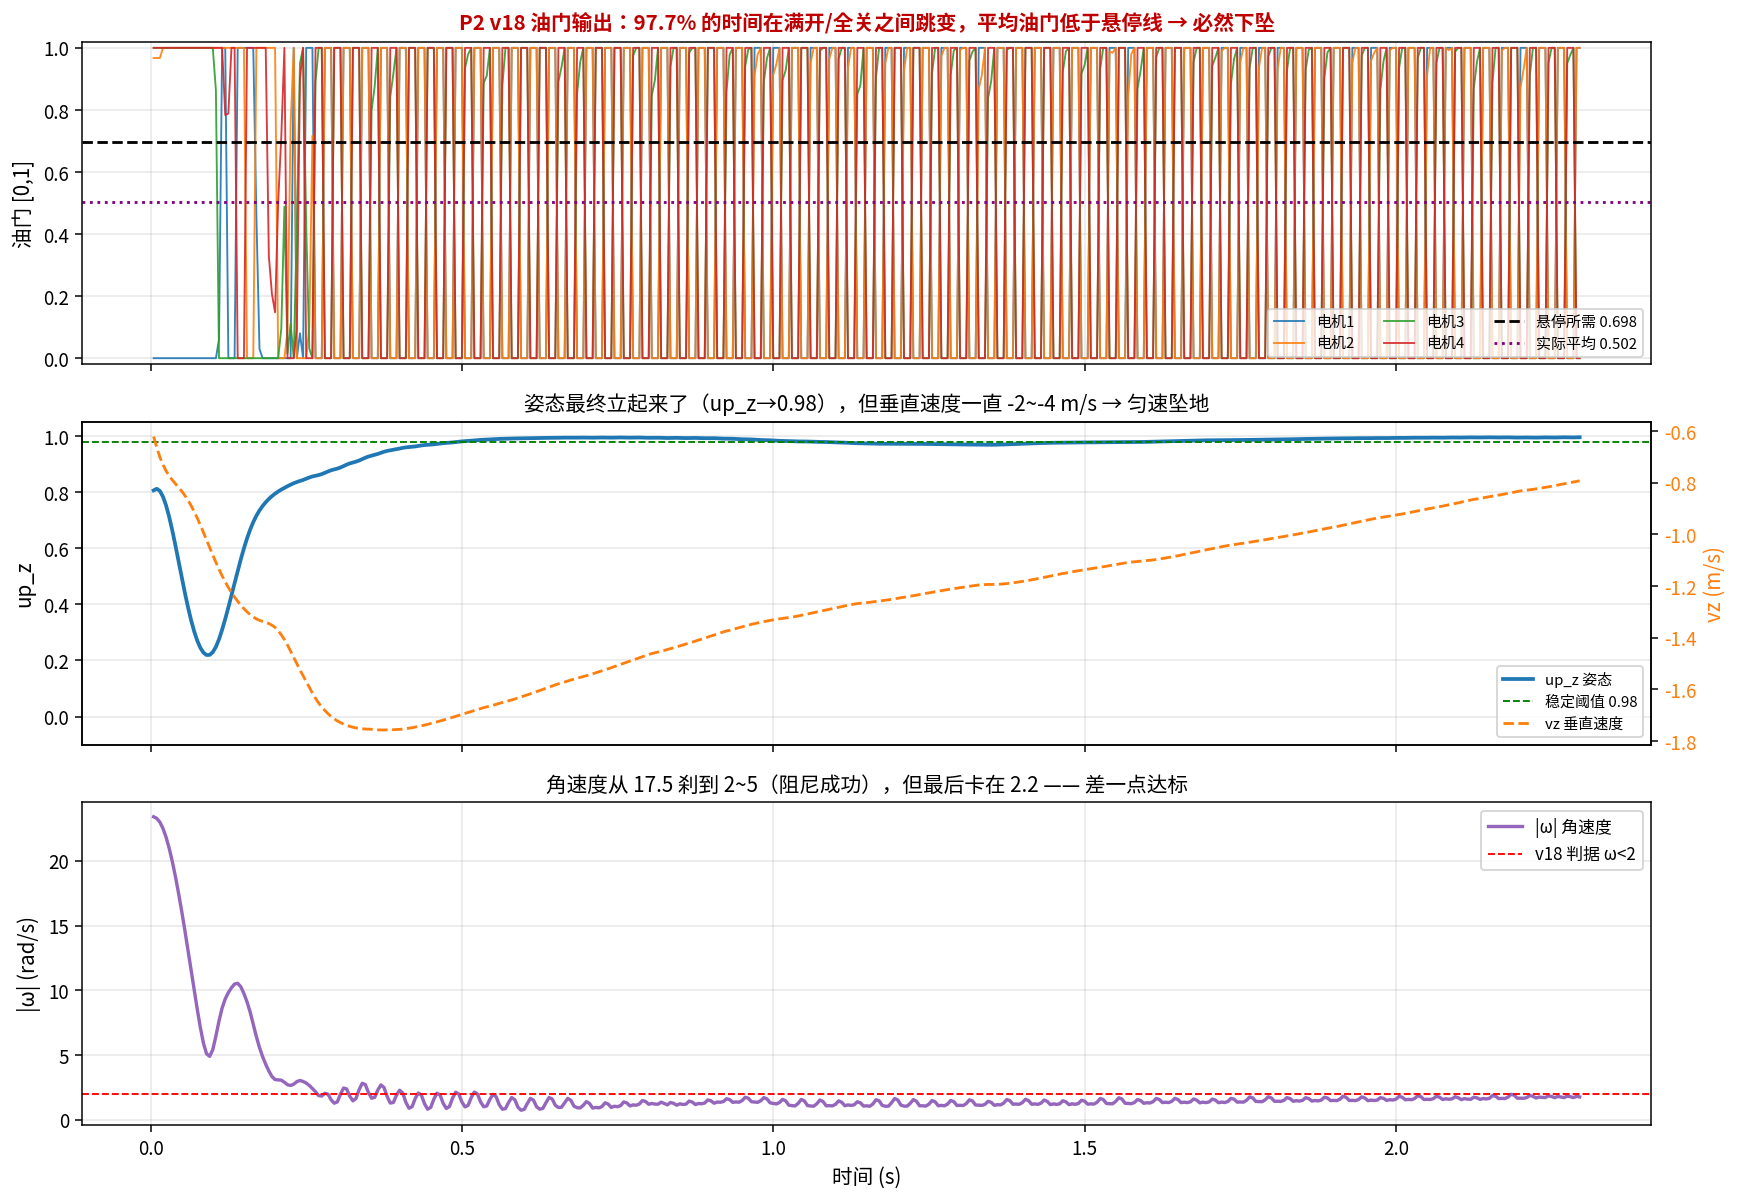 P2 v18 油门输出：97.7% 的时间在满开/全关之间跳变，平均油门低于悬停线 → 必然下坠
1.0
0.8
0.6
0.4
0.2
0.0
油门 [0,1]
电机1
电机2
电机3
电机4
悬停所需 0.698
实际平均 0.502
姿态最终立起来了（up_z→0.98），但垂直速度一直 -2~-4 m/s → 匀速坠地
1.0
0.8
0.6
0.4
0.2
0.0
up_z
-0.6
-0.8
-1.0
-1.2
-1.4
-1.6
-1.8
vz (m/s)
up_z 姿态
稳定阈值 0.98
vz 垂直速度
角速度从 17.5 刹到 2~5（阻尼成功），但最后卡在 2.2 —— 差一点达标
20
15
10
5
0
|ω| (rad/s)
|ω| 角速度
v18 判据 ω<2
0.0
0.5
1.0
1.5
2.0
时间 (s)